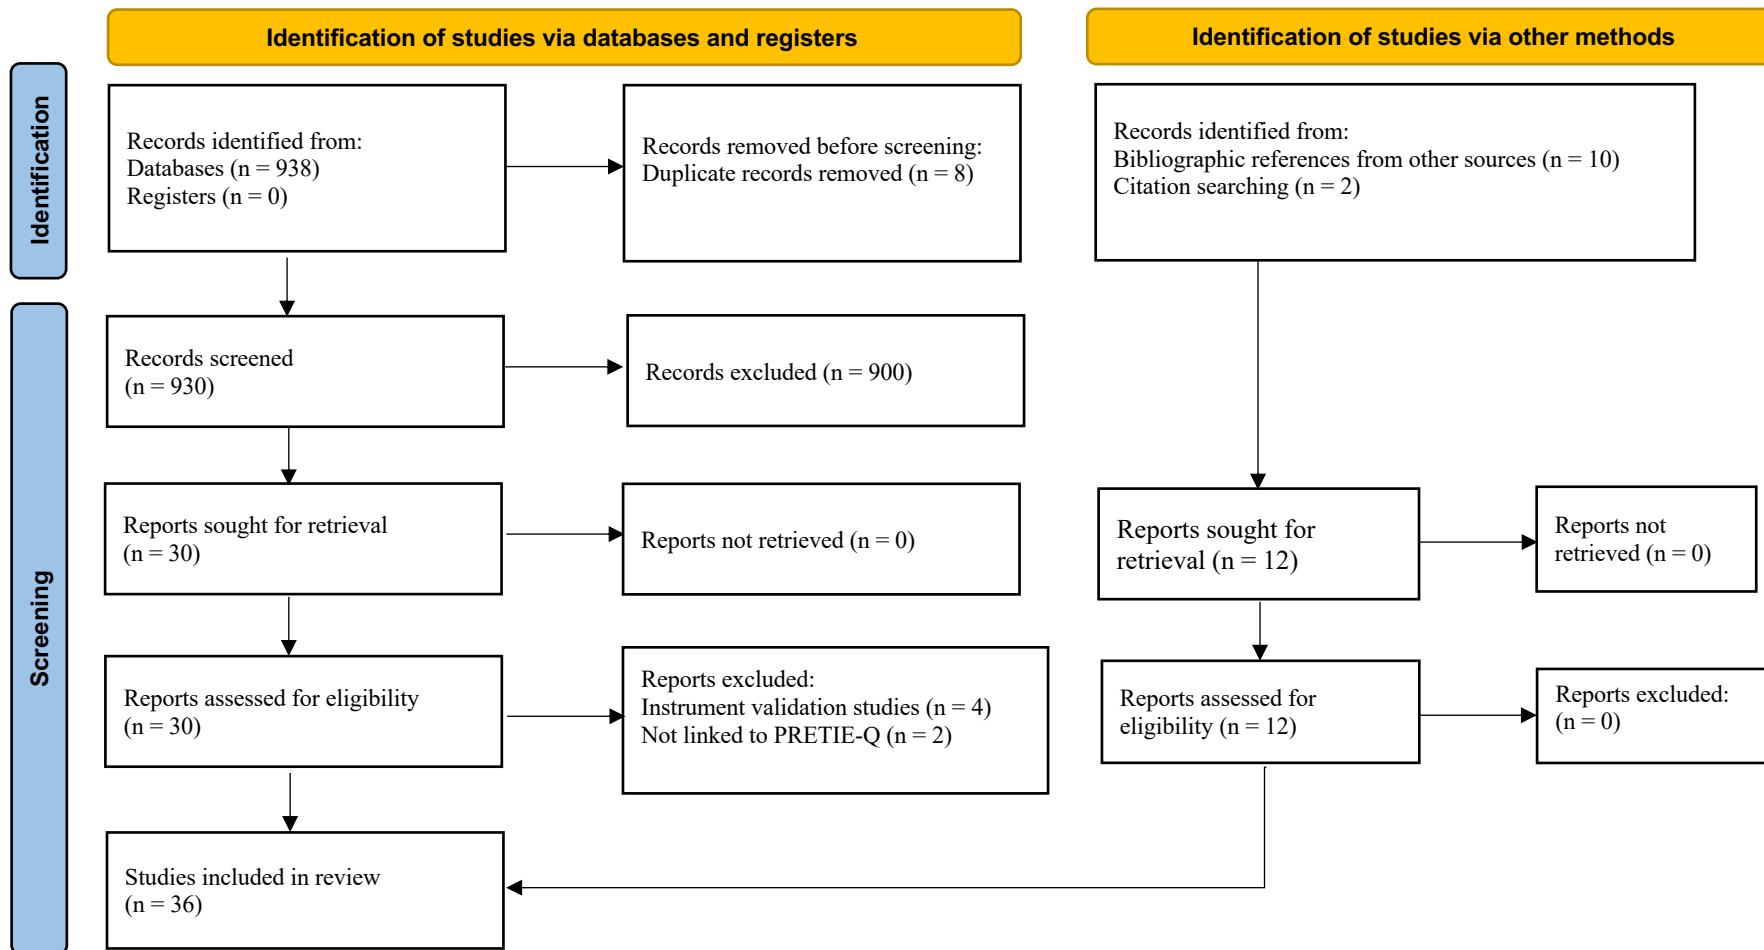 Identification of studies via databases and registers
Identification of studies via other methods
Identification
Records identified from:
Databases (n = 938)
Registers (n = 0)
Records removed before screening:
Duplicate records removed (n = 8)
Records identified from:
Bibliographic references from other sources (n = 10)
Citation searching (n = 2)
Screening
Records screened
(n = 930)
Records excluded (n = 900)
Reports sought for retrieval
(n = 30)
Reports not retrieved (n = 0)
Reports sought for
retrieval (n = 12)
Reports not
retrieved (n = 0)
Reports assessed for eligibility
(n = 30)
Reports excluded:
Instrument validation studies (n = 4)
Not linked to PRETIE-Q (n = 2)
Reports assessed for
eligibility (n = 12)
Reports excluded:
(n = 0)
Studies included in review
(n = 36)